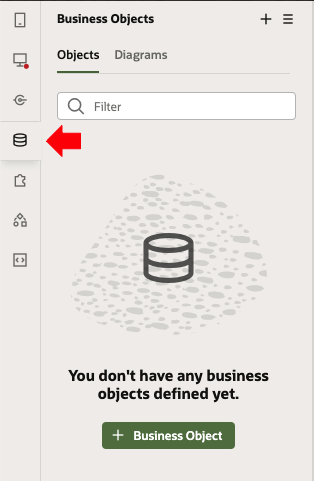 Business Objects
Objects Diagrams
Filter
You don't have any business
objects defined yet.
+ Business Object